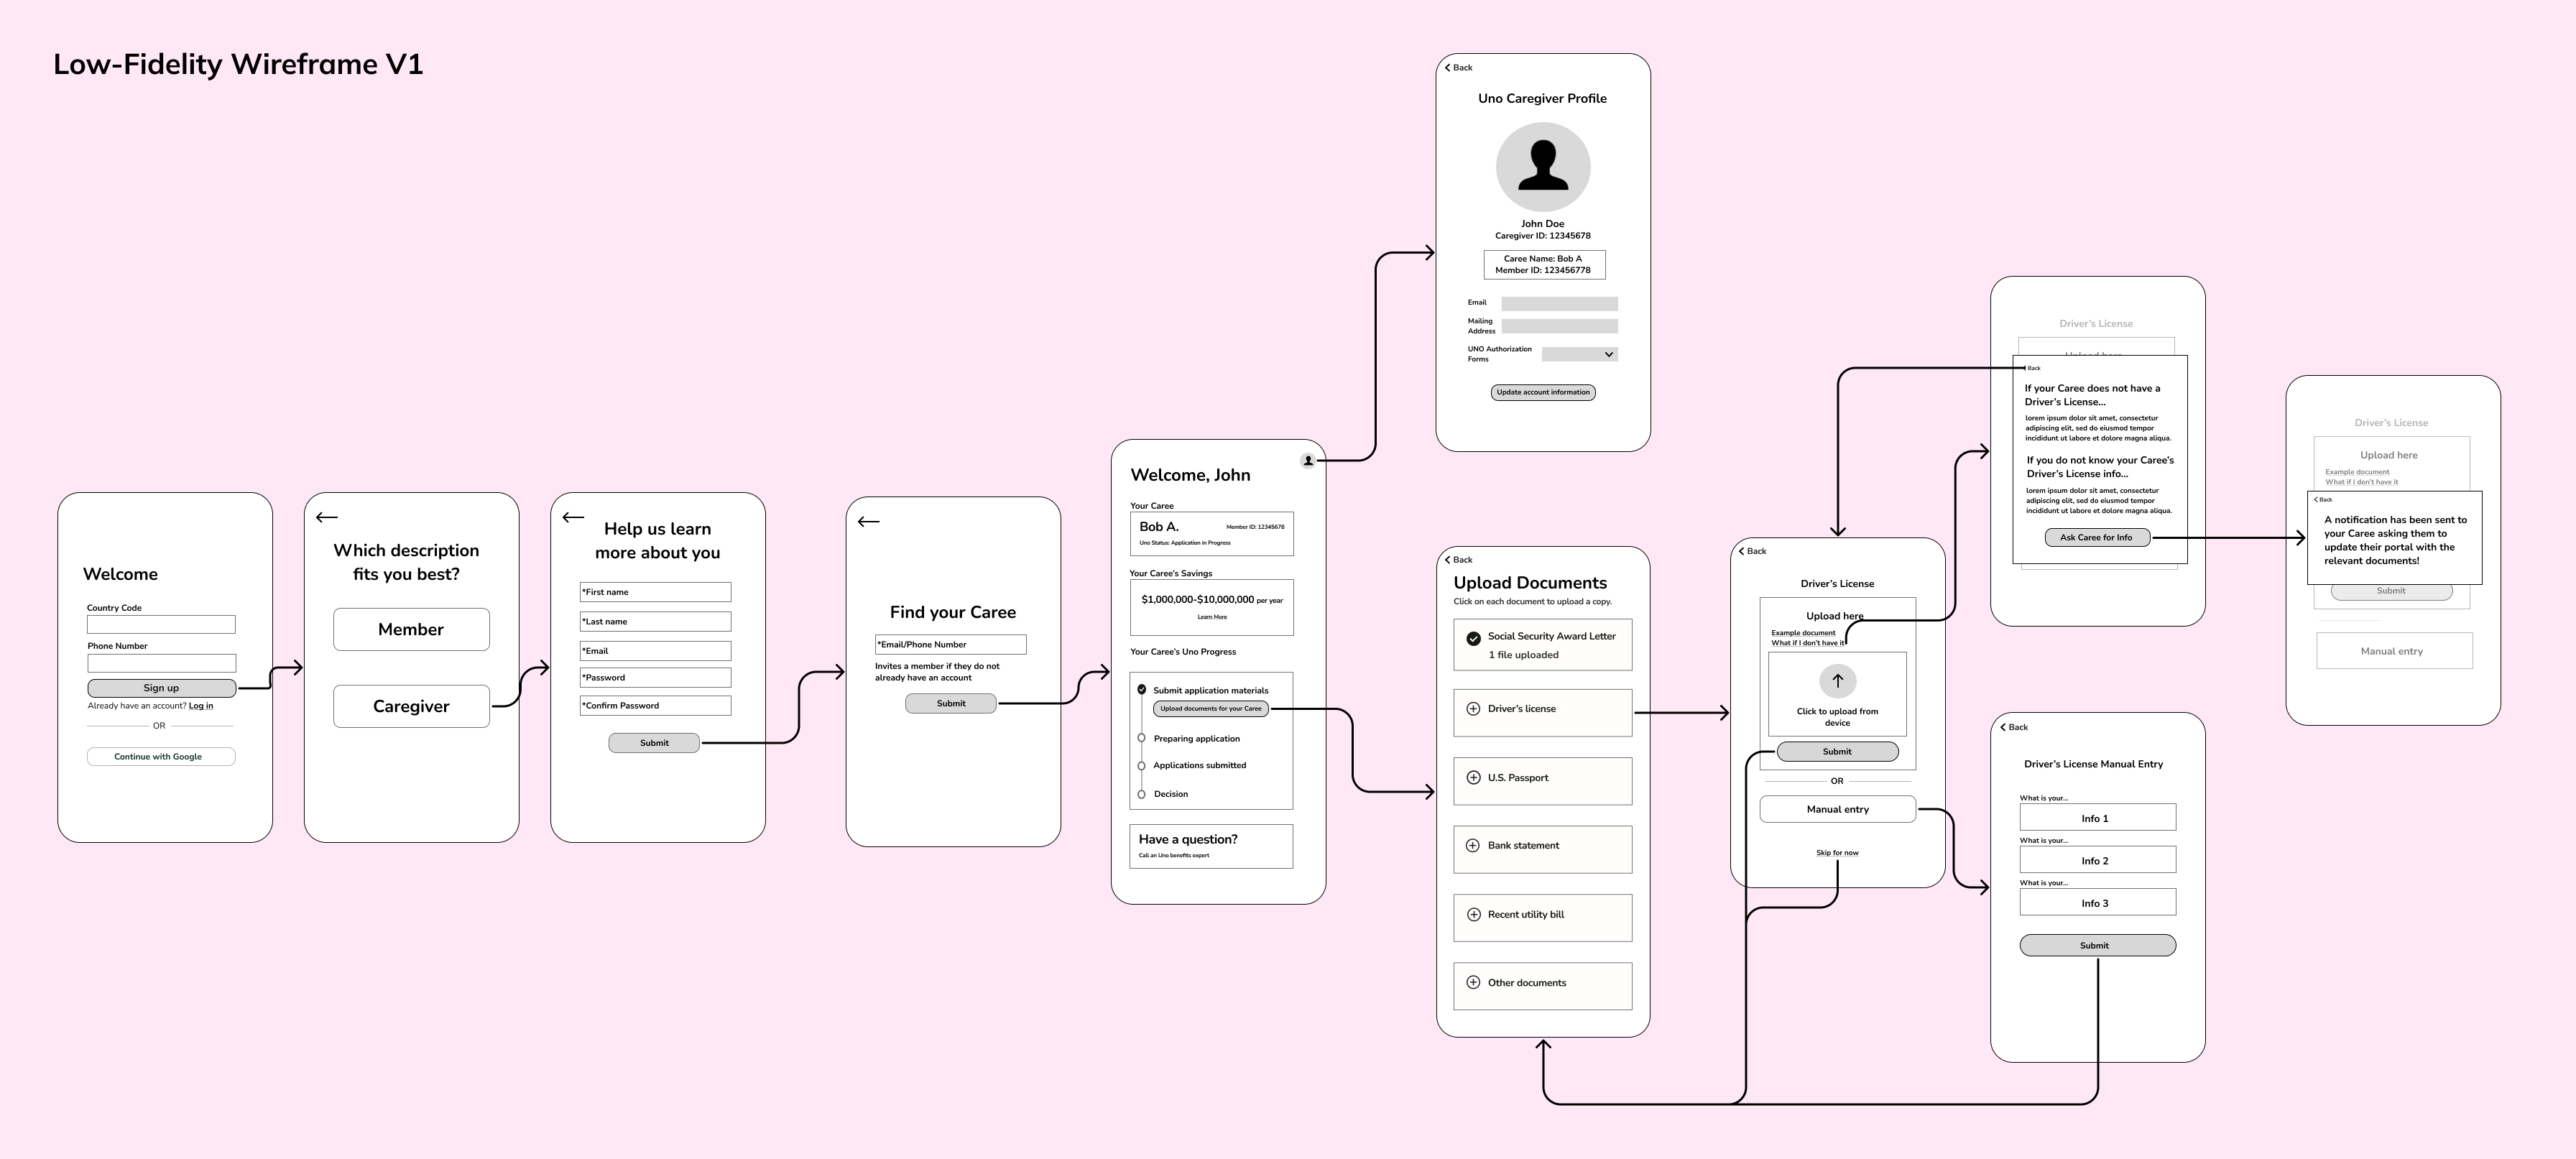 Low-Fidelity Wireframe V1
Welcome
Country Code
Phone Number
Sign up
Already have an account? Log in
OR
Continue with Google
Which description
fits you best?
Member
Caregiver
Help us learn
more about you
*First name
*Last name
*Email
*Password
*Confirm Password
Submit
Find your Caree
*Email/Phone Number
Invites a member if they do not
already have an account
Submit
Welcome, John
Your Caree
Bob A.
Member ID: 12345678
Uno Status: Application in Progress
Your Caree's Savings
$1,000,000-$10,000,000 per year
Learn More
Your Caree's Uno Progress
Submit application materials
Upload documents for your Caree
Preparing application
Applications submitted
Decision
Have a question?
Call an Uno benefits expert
Back
Uno Caregiver Profile
John Doe
Caregiver ID: 12345678
Caree Name: Bob A
Member ID: 123456778
Email
Mailing
Address
UNO Authorization
Forms
Update account information
Back
Upload Documents
Click on each document to upload a copy.
Social Security Award Letter
1 file uploaded
Driver's license
U.S. Passport
Bank statement
Recent utility bill
Other documents
Back
Driver's License
Upload here
Example document
What if I don't have it
Click to upload from
device
Submit
OR
Manual entry
Skip for now
Driver's License
Upload here
Back
If your Caree does not have a
Driver's License...
lorem ipsum dolor sit amet, consectetur
adipiscing elit, sed do eiusmod tempor
incididunt ut labore et dolore magna aliqua.
If you do not know your Caree's
Driver's License info...
lorem ipsum dolor sit amet, consectetur
adipiscing elit, sed do eiusmod tempor
incididunt ut labore et dolore magna aliqua.
Ask Caree for Info
Driver's License
Upload here
Example document
What if I don't have it
Back
A notification has been sent to
your Caree asking them to
update their portal with the
relevant documents!
Submit
Manual entry
Back
Driver's License Manual Entry
What is your...
Info 1
What is your...
Info 2
What is your...
Info 3
Submit